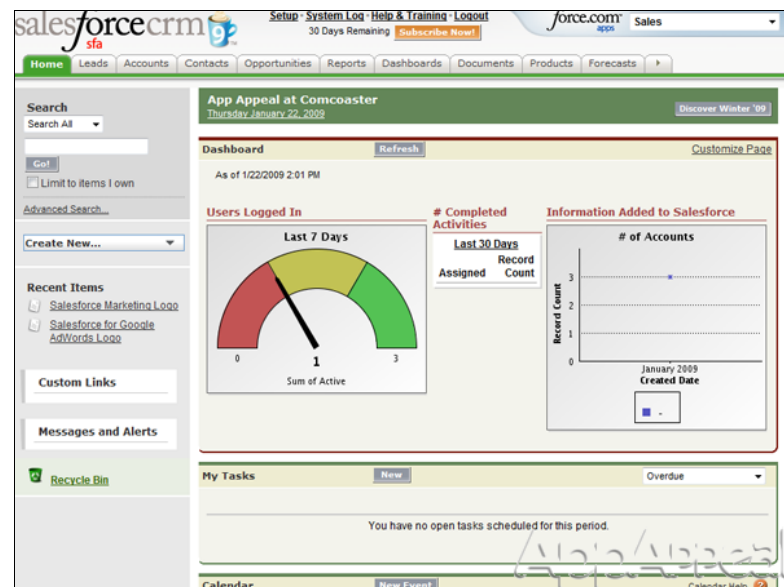 salesforcecrm
sfa
9
Setup · System Log · Help & Training · Logout
30 Days Remaining Subscribe Now!
force.com apps
Sales
Home Leads Accounts Contacts Opportunities Reports Dashboards Documents Products Forecasts
Search
Search All
Go!
Limit to items I own
Advanced Search...
Create New...
Recent Items
Salesforce Marketing Logo
Salesforce for Google
AdWords Logo
Custom Links
Messages and Alerts
Recycle Bin
App Appeal at Comcoaster
Thursday January 22, 2009
Discover Winter '09
Dashboard Refresh Customize Page
As of 1/22/2009 2:01 PM
Users Logged In
Last 7 Days
0 1 3
Sum of Active
# Completed
Activities
Last 30 Days
Record
Assigned Count
Information Added to Salesforce
# of Accounts
Record Count
3
2
1
0
January 2009
Created Date
-
My Tasks New Overdue
You have no open tasks scheduled for this period.
AppAppeal
Calendar New Event Calendar Help ?